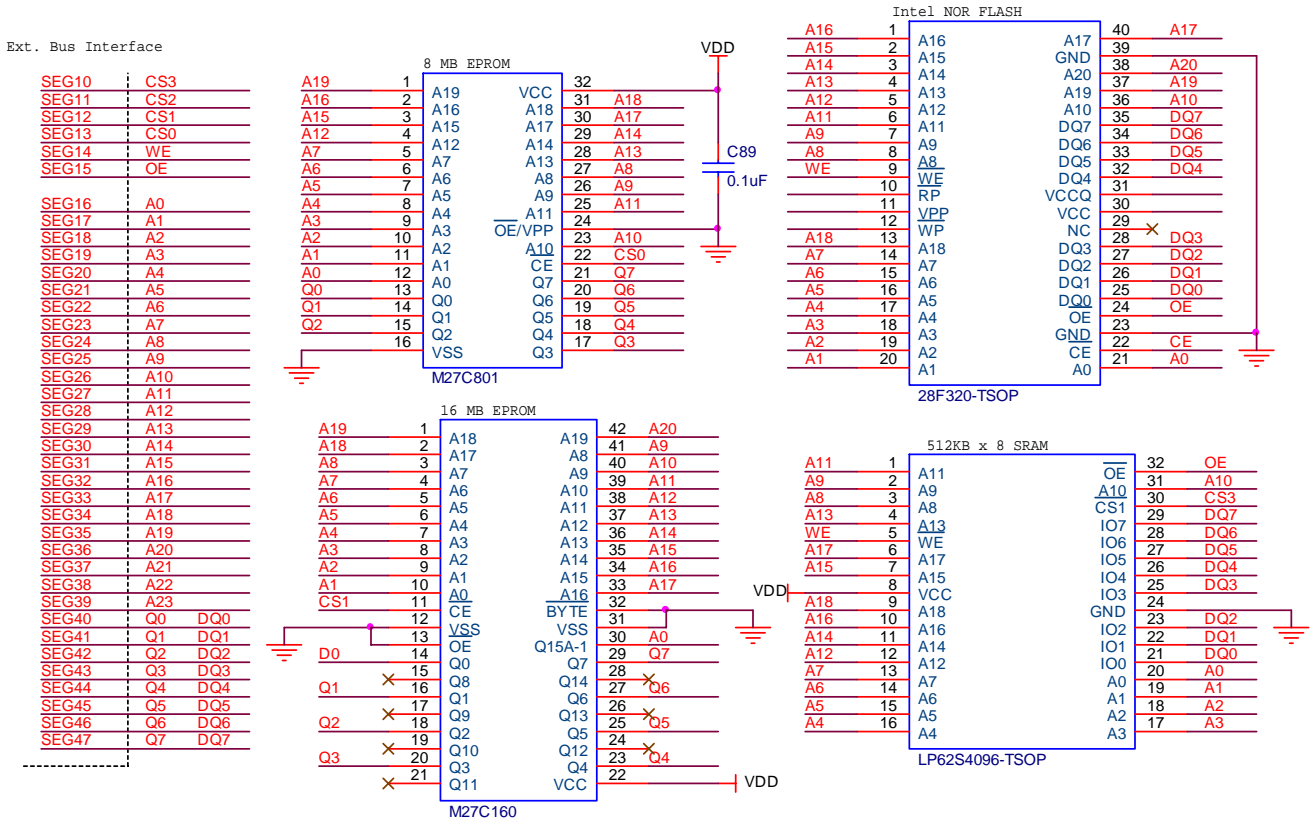 Ext. Bus Interface
SEG10 CS3
SEG11 CS2
SEG12 CS1
SEG13 CS0
SEG14 WE
SEG15 OE
SEG16 A0
SEG17 A1
SEG18 A2
SEG19 A3
SEG20 A4
SEG21 A5
SEG22 A6
SEG23 A7
SEG24 A8
SEG25 A9
SEG26 A10
SEG27 A11
SEG28 A12
SEG29 A13
SEG30 A14
SEG31 A15
SEG32 A16
SEG33 A17
SEG34 A18
SEG35 A19
SEG36 A20
SEG37 A21
SEG38 A22
SEG39 A23
SEG40 Q0 DQ0
SEG41 Q1 DQ1
SEG42 Q2 DQ2
SEG43 Q3 DQ3
SEG44 Q4 DQ4
SEG45 Q5 DQ5
SEG46 Q6 DQ6
SEG47 Q7 DQ7
8 MB EPROM
VDD
A19 1 A19 VCC 32
A16 2 A16 A18 31 A18
A15 3 A15 A17 30 A17
A12 4 A12 A14 29 A14
A7 5 A7 A13 28 A13
A6 6 A6 A8 27 A8
A5 7 A5 A9 26 A9
A4 8 A4 A11 25 A11
A3 9 A3 OE/VPP 24
A2 10 A2 A10 23 A10
A1 11 A1 CE 22 CS0
A0 12 A0 Q7 21 Q7
Q0 13 Q0 Q6 20 Q6
Q1 14 Q1 Q5 19 Q5
Q2 15 Q2 Q4 18 Q4
16 VSS Q3 17 Q3
M27C801
C89
0.1uF
16 MB EPROM
A19 1 A18 A19 42 A20
A18 2 A17 A8 41 A9
A8 3 A7 A9 40 A10
A7 4 A6 A10 39 A11
A6 5 A5 A11 38 A12
A5 6 A4 A12 37 A13
A4 7 A3 A13 36 A14
A3 8 A2 A14 35 A15
A2 9 A1 A15 34 A16
A1 10 A0 A16 33 A17
CS1 11 CE BYTE 32
12 VSS VSS 31
13 OE Q15A-1 30 A0
D0 14 Q0 Q7 29 Q7
15 Q8 Q14 28
Q1 16 Q1 Q6 27 Q6
17 Q9 Q13 26
Q2 18 Q2 Q5 25 Q5
19 Q10 Q12 24
Q3 20 Q3 Q4 23 Q4
21 Q11 VCC 22 VDD
M27C160
Intel NOR FLASH
A16 1 A16 A17 40 A17
A15 2 A15 GND 39
A14 3 A14 A20 38 A20
A13 4 A13 A19 37 A19
A12 5 A12 A10 36 A10
A11 6 A11 DQ7 35 DQ7
A9 7 A9 DQ6 34 DQ6
A8 8 A8 DQ5 33 DQ5
WE 9 WE DQ4 32 DQ4
10 RP VCCQ 31
11 VPP VCC 30
12 WP NC 29
A18 13 A18 DQ3 28 DQ3
A7 14 A7 DQ2 27 DQ2
A6 15 A6 DQ1 26 DQ1
A5 16 A5 DQ0 25 DQ0
A4 17 A4 OE 24 OE
A3 18 A3 GND 23
A2 19 A2 CE 22 CE
A1 20 A1 A0 21 A0
28F320-TSOP
512KB x 8 SRAM
A11 1 A11 OE 32 OE
A9 2 A9 A10 31 A10
A8 3 A8 CS1 30 CS3
A13 4 A13 IO7 29 DQ7
WE 5 WE IO6 28 DQ6
A17 6 A17 IO5 27 DQ5
A15 7 A15 IO4 26 DQ4
VDD 8 VCC IO3 25 DQ3
A18 9 A18 GND 24
A16 10 A16 IO2 23 DQ2
A14 11 A14 IO1 22 DQ1
A12 12 A12 IO0 21 DQ0
A7 13 A7 A0 20 A0
A6 14 A6 A1 19 A1
A5 15 A5 A2 18 A2
A4 16 A4 A3 17 A3
LP62S4096-TSOP